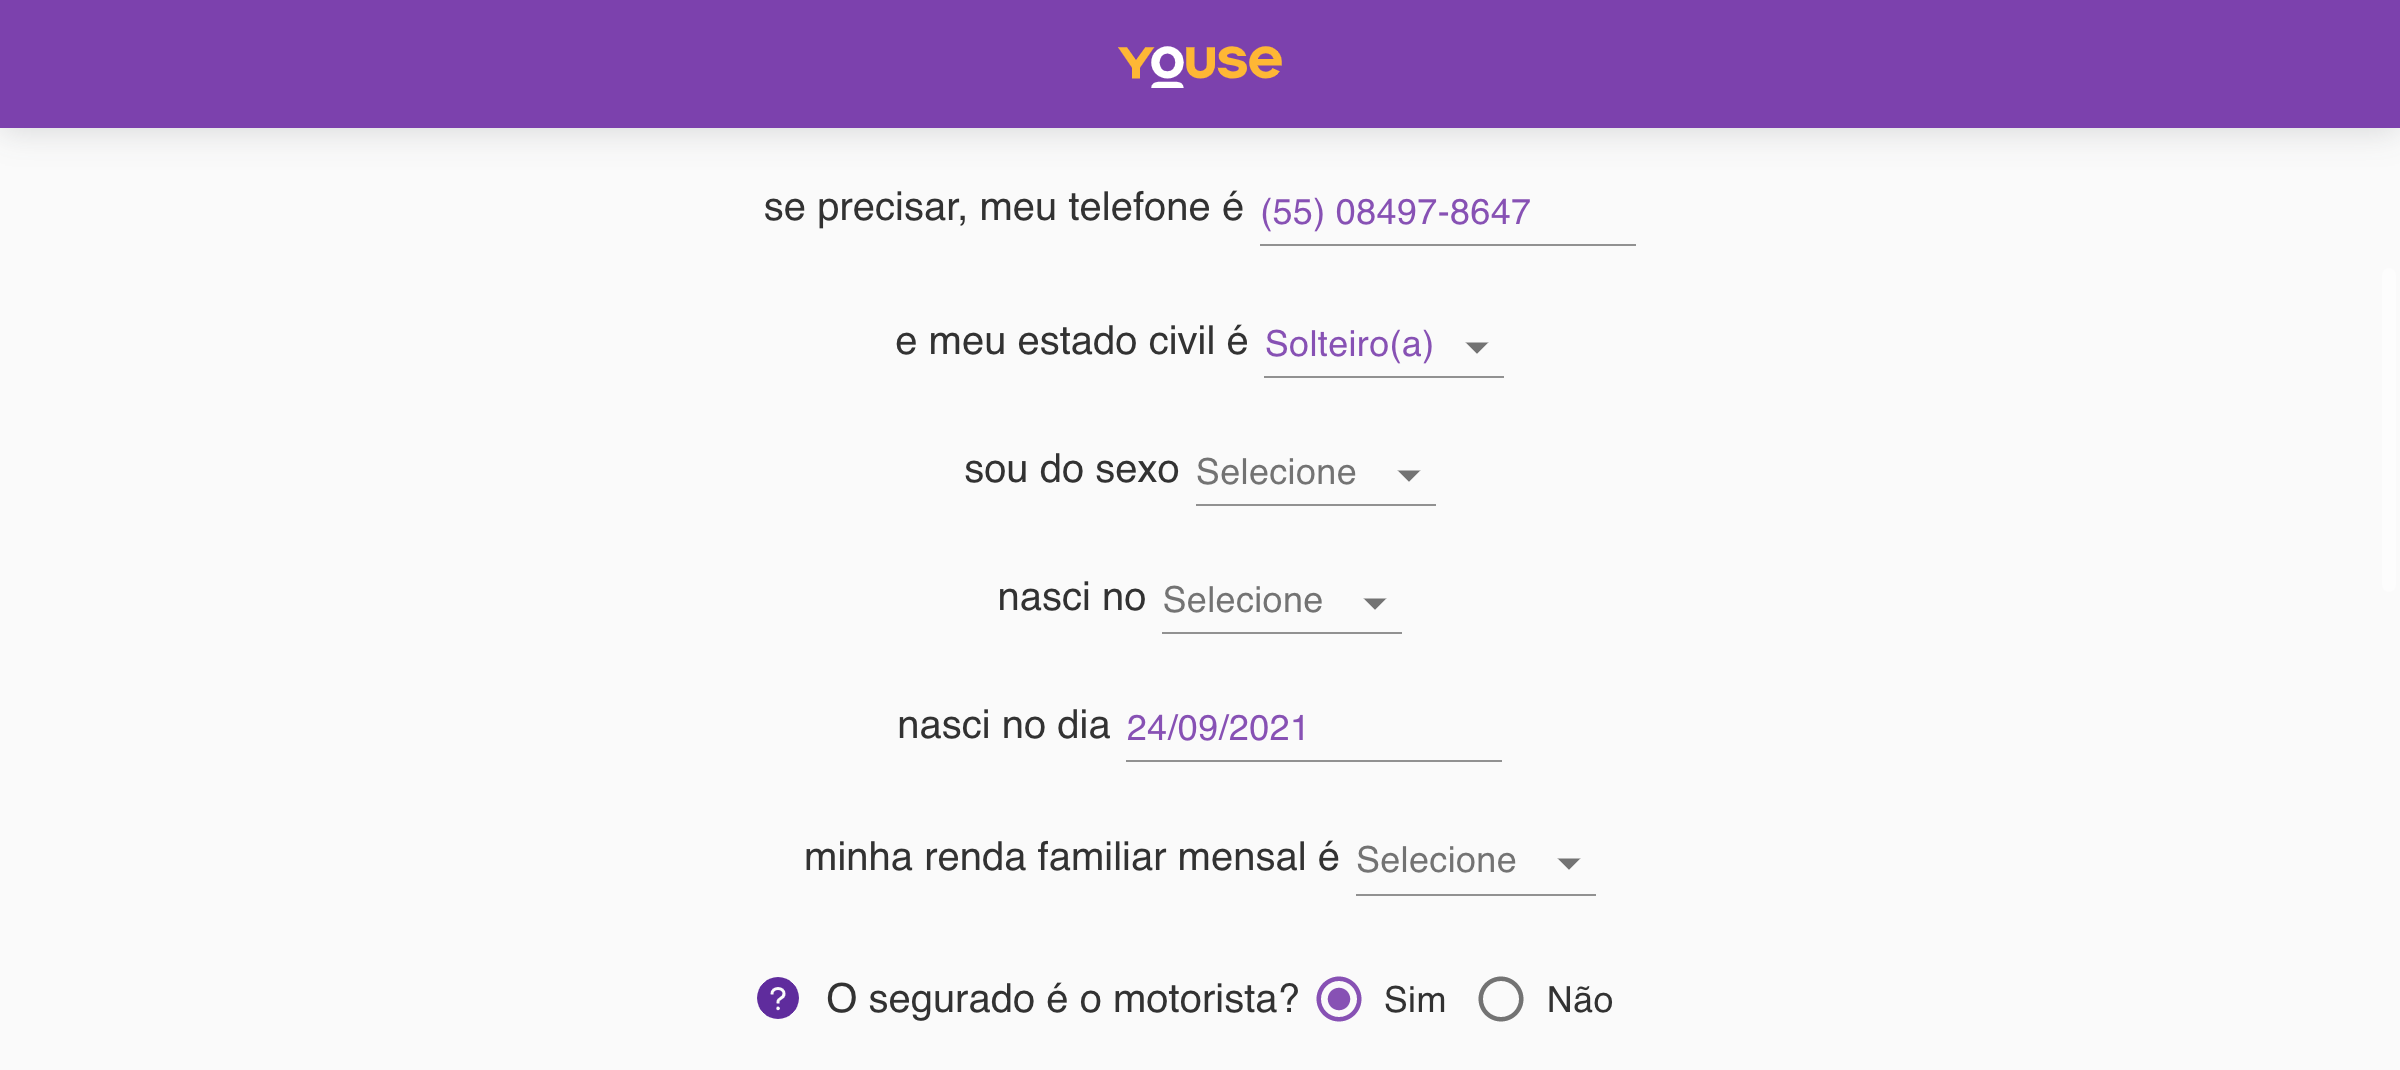 youse
se precisar, meu telefone é (55) 08497-8647
e meu estado civil é Solteiro(a)
sou do sexo Selecione
nasci no Selecione
nasci no dia 24/09/2021
minha renda familiar mensal é Selecione
? O segurado é o motorista? Sim Não